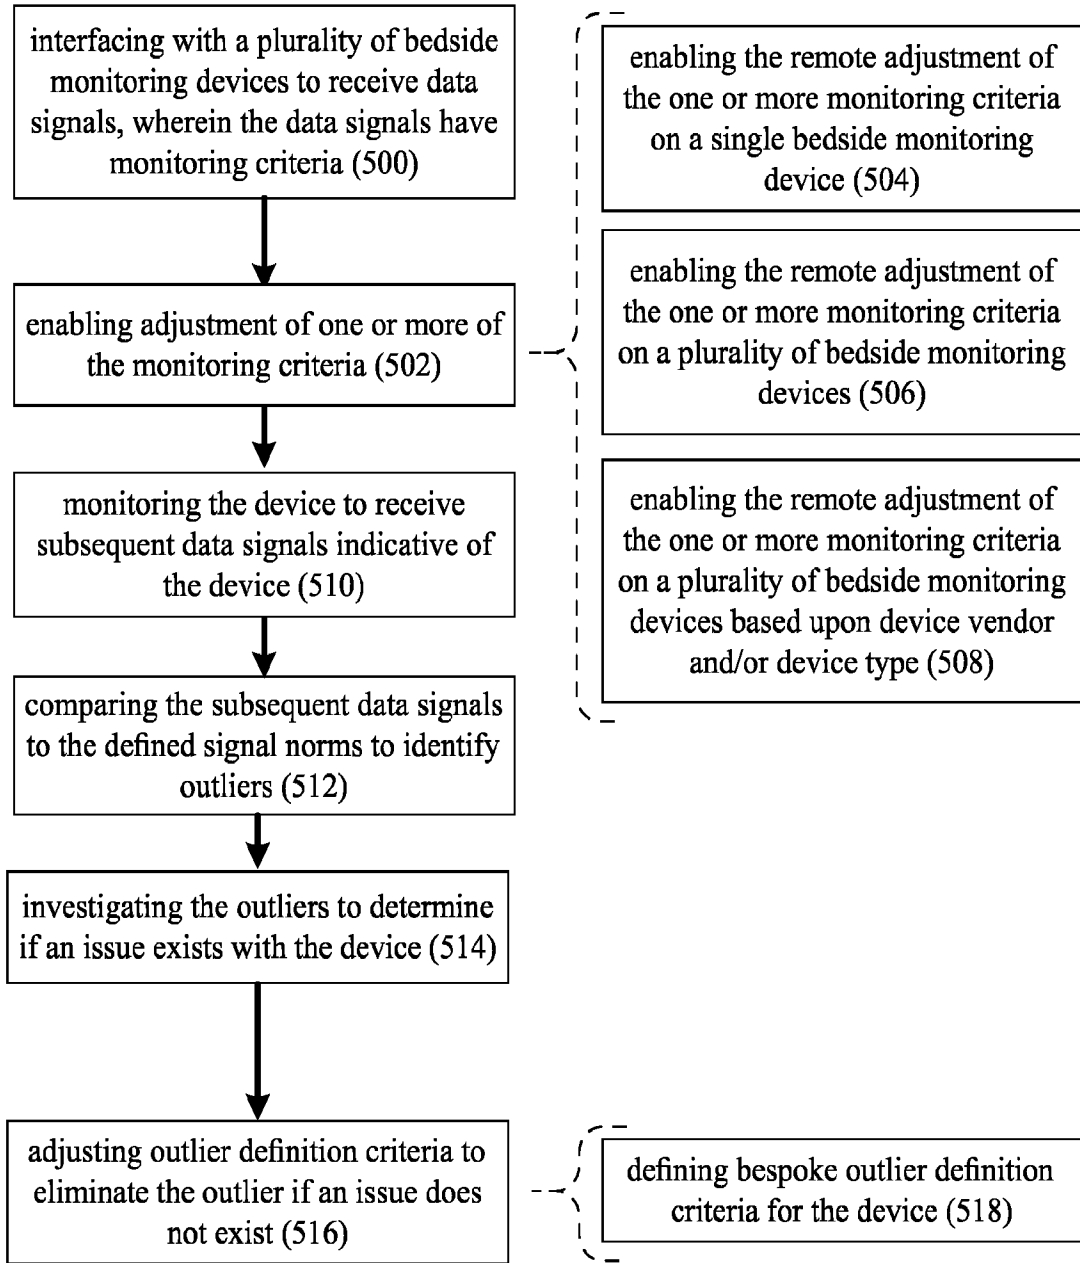 interfacing with a plurality of bedside
monitoring devices to receive data
signals, wherein the data signals have
monitoring criteria (500)
enabling adjustment of one or more of
the monitoring criteria (502)
enabling the remote adjustment of
the one or more monitoring criteria
on a single bedside monitoring
device (504)
enabling the remote adjustment of
the one or more monitoring criteria
on a plurality of bedside monitoring
devices (506)
enabling the remote adjustment of
the one or more monitoring criteria
on a plurality of bedside monitoring
devices based upon device vendor
and/or device type (508)
monitoring the device to receive
subsequent data signals indicative of
the device (510)
comparing the subsequent data signals
to the defined signal norms to identify
outliers (512)
investigating the outliers to determine
if an issue exists with the device (514)
adjusting outlier definition criteria to
eliminate the outlier if an issue does
not exist (516)
defining bespoke outlier definition
criteria for the device (518)